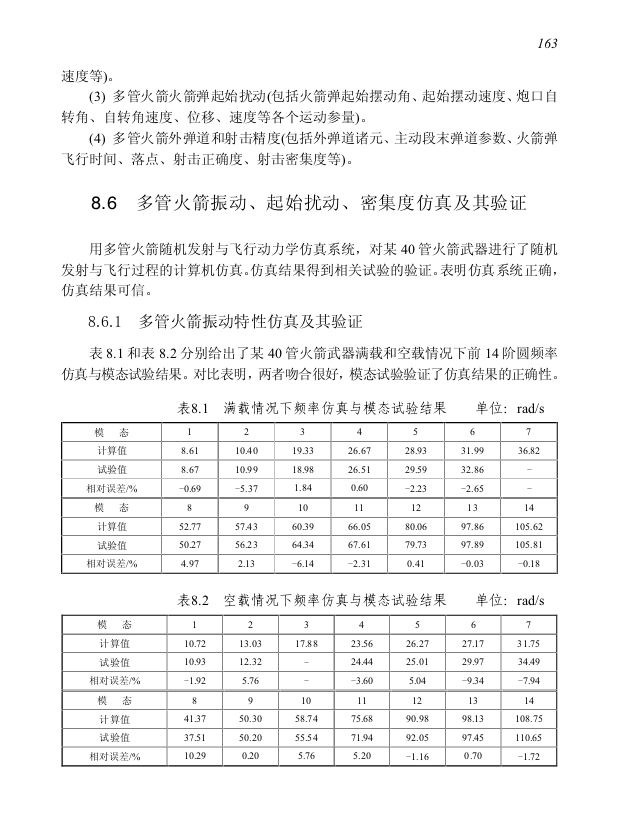 163
速度等)。
(3) 多管火箭火箭弹起始扰动(包括火箭弹起始摆动角、起始摆动速度、炮口自
转角、自转角速度、位移、速度等各个运动参量)。
(4) 多管火箭外弹道和射击精度(包括外弹道诸元、主动段末弹道参数、火箭弹
飞行时间、落点、射击正确度、射击密集度等)。
8.6 多管火箭振动、起始扰动、密集度仿真及其验证
用多管火箭随机发射与飞行动力学仿真系统，对某 40 管火箭武器进行了随机
发射与飞行过程的计算机仿真。仿真结果得到相关试验的验证。表明仿真系统正确，
仿真结果可信。
8.6.1 多管火箭振动特性仿真及其验证
表 8.1 和表 8.2 分别给出了某 40 管火箭武器满载和空载情况下前 14 阶圆频率
仿真与模态试验结果。对比表明，两者吻合很好，模态试验验证了仿真结果的正确性。
表8.1 满载情况下频率仿真与模态试验结果 单位：rad/s
模 态 1 2 3 4 5 6 7
计算值 8.61 10.40 19.33 26.67 28.93 31.99 36.82
试验值 8.67 10.99 18.98 26.51 29.59 32.86 –
相对误差/% −0.69 −5.37 1.84 0.60 −2.23 −2.65 –
模 态 8 9 10 11 12 13 14
计算值 52.77 57.43 60.39 66.05 80.06 97.86 105.62
试验值 50.27 56.23 64.34 67.61 79.73 97.89 105.81
相对误差/% 4.97 2.13 −6.14 −2.31 0.41 −0.03 −0.18
表8.2 空载情况下频率仿真与模态试验结果 单位：rad/s
模 态 1 2 3 4 5 6 7
计算值 10.72 13.03 17.88 23.56 26.27 27.17 31.75
试验值 10.93 12.32 – 24.44 25.01 29.97 34.49
相对误差/% −1.92 5.76 – −3.60 5.04 −9.34 −7.94
模 态 8 9 10 11 12 13 14
计算值 41.37 50.30 58.74 75.68 90.98 98.13 108.75
试验值 37.51 50.20 55.54 71.94 92.05 97.45 110.65
相对误差/% 10.29 0.20 5.76 5.20 −1.16 0.70 −1.72